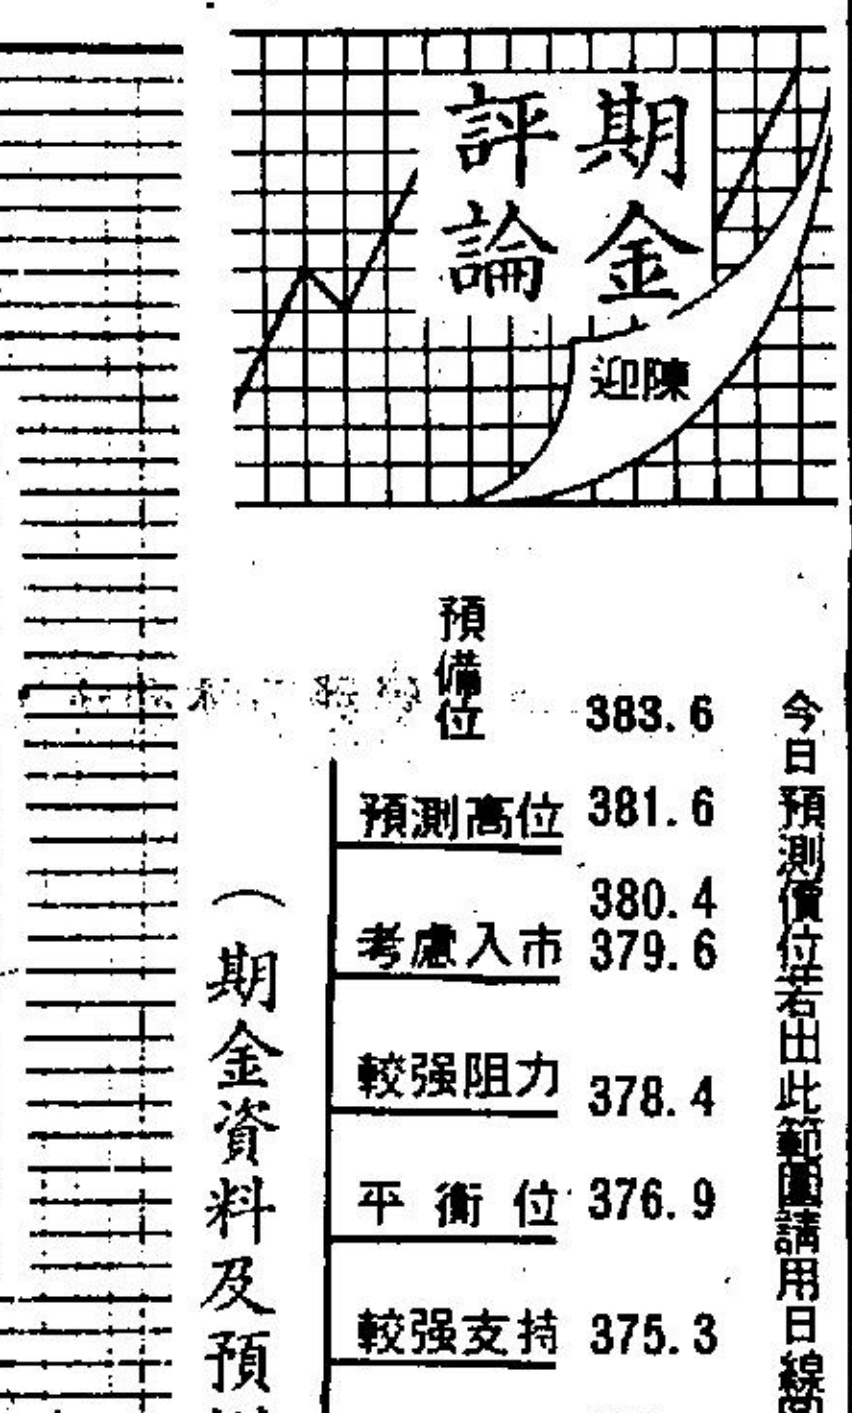 期金
評論
陳迎
今日預測價位若出此範圍請用日線圖
預備位 383.6
預測高位 381.6
考慮入市 380.4
379.6
較强阻力 378.4
平衡位 376.9
較强支持 375.3
（期金資料及預